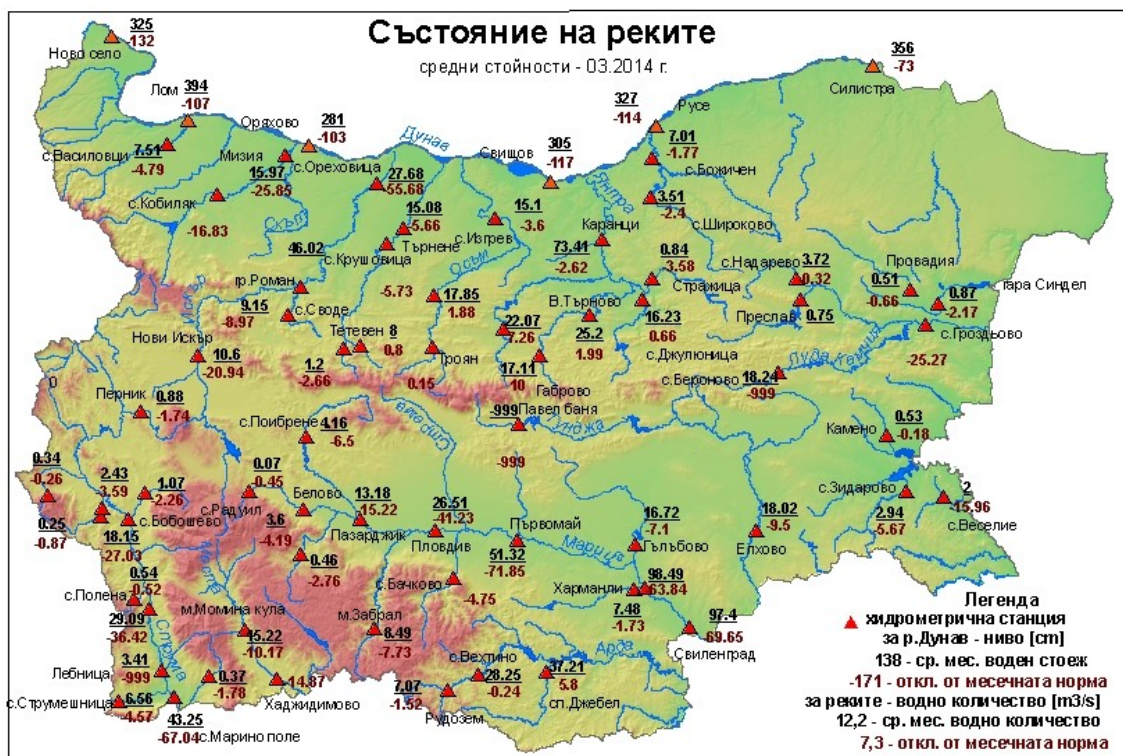 Състояние на реките
средни стойности - 03.2014 г.
325
-132
Ново село
356
-73
Силистра
Лом
394
-107
Оряхово
281
-103
Дунав
Свищов
305
-117
327
-114
Русе
7.01
-1.77
с.Божичен
с.Василовци
7.51
-4.79
Мизия
15.97
-25.85
с.Ореховица
27.68
-55.68
с.Кобиляк
-16.83
Скът
15.08
-5.66
Търнене
с.Крушовица
с.Изгрев
15.1
-3.6
Янтра
3.51
-2.4
с.Широково
Каранци
73.41
-2.62
0.84
-3.58
Стражица
с.Надарево
3.72
0.32
Провадия
0.51
-0.66
гара Синдел
0.87
-2.17
Преслав
0.75
с.Гроздьово
-25.27
46.02
гр.Роман
Искър
9.15
-8.97
с.Своде
-5.73
Осъм
17.85
1.88
В.Търново
16.23
0.66
22.07
7.26
25.2
1.99
с.Джулюница
Луда Камчия
с.Бероново
18.24
-999
Нови Искър
10.6
-20.94
Тетевен
8
0.8
1.2
-2.66
Троян
0.15
17.11
10
Габрово
0
Перник
0.88
-1.74
с.Поибрене
4.16
-6.5
Стряма
-999
Павел баня
Тунджа
-999
Камено
0.53
-0.18
0.34
-0.26
2.43
-3.59
1.07
-2.26
0.07
-0.45
с.Радуил
Белово
13.18
-15.22
Пазарджик
26.51
-41.23
Пловдив
Първомай
51.32
-71.85
Марица
16.72
-7.1
Гълъбово
18.02
-9.5
Елхово
с.Зидарово
2.94
5.67
2
-15.96
с.Веселие
0.25
-0.87
с.Бобошево
18.15
-27.03
3.6
-4.19
0.46
-2.76
Места
0.54
-0.52
с.Полена
29.09
-36.42
Струма
м.Момина кула
15.22
-10.17
м.Забрал
8.49
-7.73
с.Бачково
-4.75
Харманли
98.49
-63.84
7.48
-1.73
97.4
-69.65
Свиленград
Арда
Лебница
3.41
-999
0.37
-1.78
-14.87
Хаджидимово
с.Вехтино
28.25
-0.24
37.21
5.8
сп.Джебел
7.07
-1.52
Рудозем
с.Струмешница
6.56
-4.57
43.25
-67.04
с.Марино поле
Легенда
хидрометрична станция
за р.Дунав - ниво [cm]
138 - ср. мес. воден стоеж
-171 - откл. от месечната норма
за реките - водно количество [m3/s]
12,2 - ср. мес. водно количество
7,3 - откл. от месечната норма